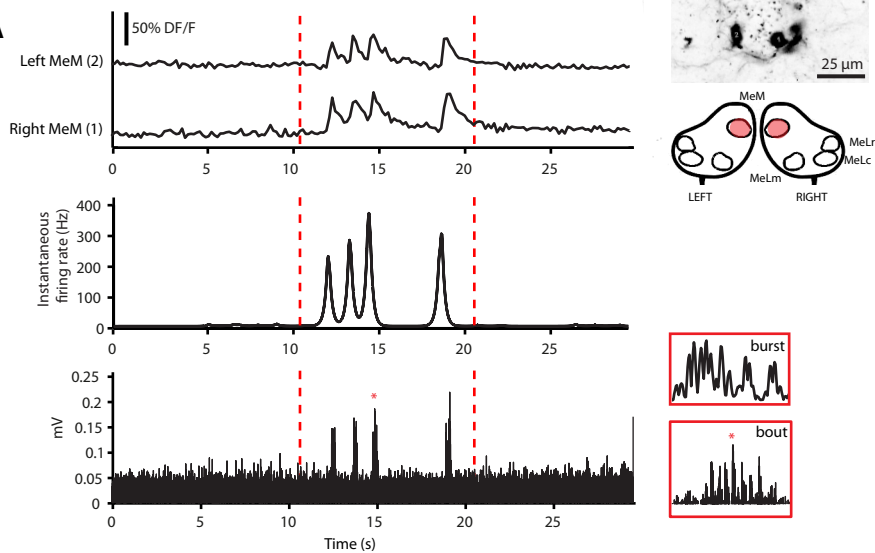 A
50% DF/F
Left MeM (2)
Right MeM (1)
0 5 10 15 20 25
25 µm
MeM
MeLr
MeLc
MeLm
LEFT RIGHT
Instantaneous
firing rate (Hz)
400
300
200
100
0
0 5 10 15 20 25
mV
0.25
0.2
0.15
0.1
0.05
0
*
0 5 10 15 20 25
Time (s)
burst
bout
*